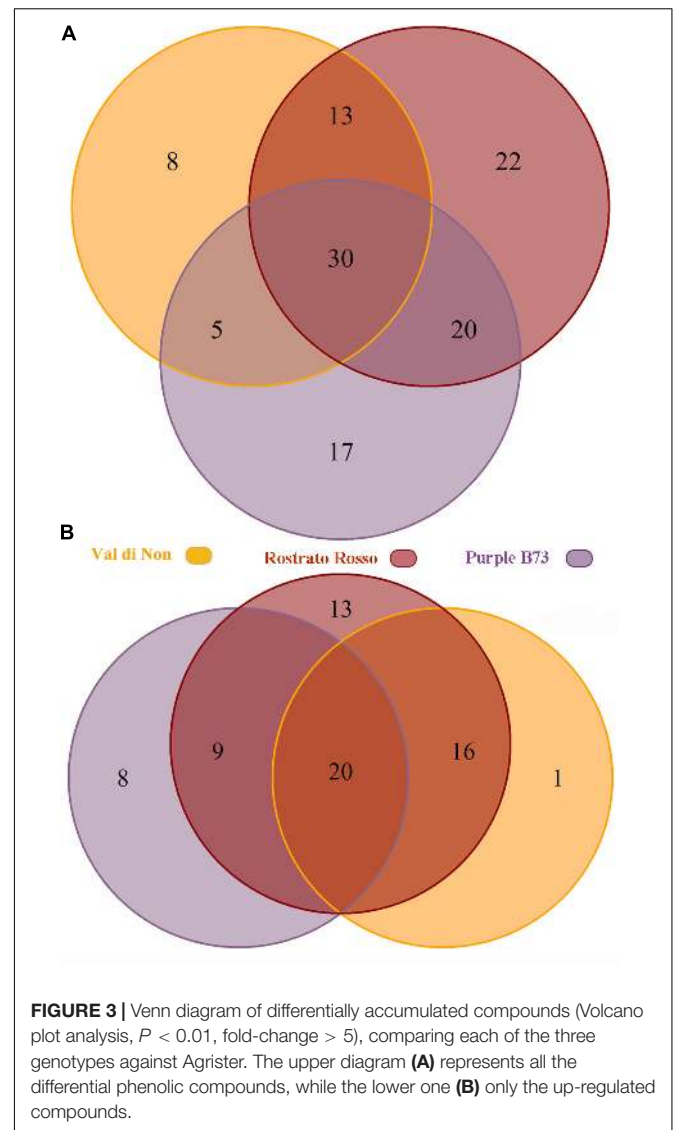 A
13
8
22
30
5
20
17
B
Val di Non
Rostrato Rosso
Purple B73
13
9
16
8
20
1
FIGURE 3 | Venn diagram of differentially accumulated compounds (Volcano
plot analysis, P < 0.01, fold-change > 5), comparing each of the three
genotypes against Agrister. The upper diagram (A) represents all the
differential phenolic compounds, while the lower one (B) only the up-regulated
compounds.